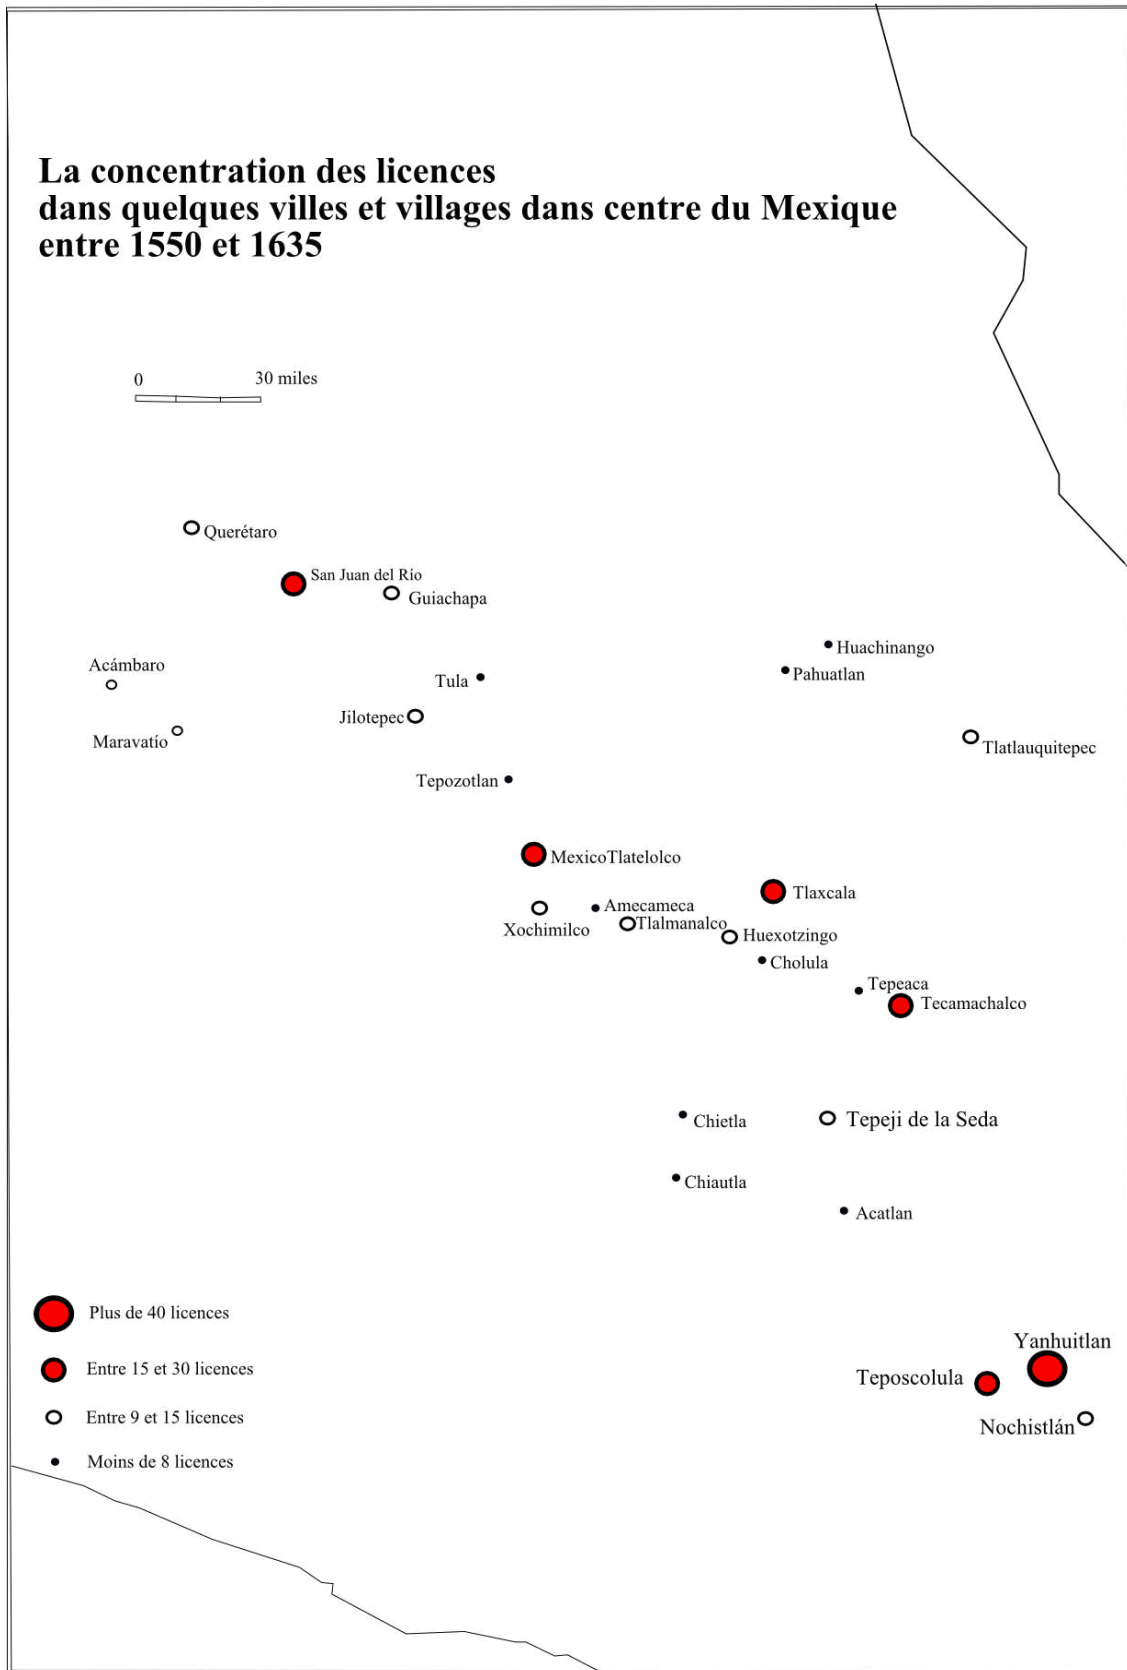 La concentration des licences
dans quelques villes et villages dans centre du Mexique
entre 1550 et 1635
0 30 miles
Querétaro
San Juan del Río
Guiachapa
Huachinango
Acámbaro
Pahuatlan
Tula
Jilotepec
Maravatío
Tlatlauquitepec
Tepozotlan
MexicoTlatelolco
Tlaxcala
Amecameca
Tlalmanalco
Xochimilco
Huexotzingo
Cholula
Tepeaca
Tecamachalco
Chietla
Tepeji de la Seda
Chiautla
Acatlan
Plus de 40 licences
Yanhuitlan
Entre 15 et 30 licences
Teposcolula
Entre 9 et 15 licences
Nochistlán
Moins de 8 licences